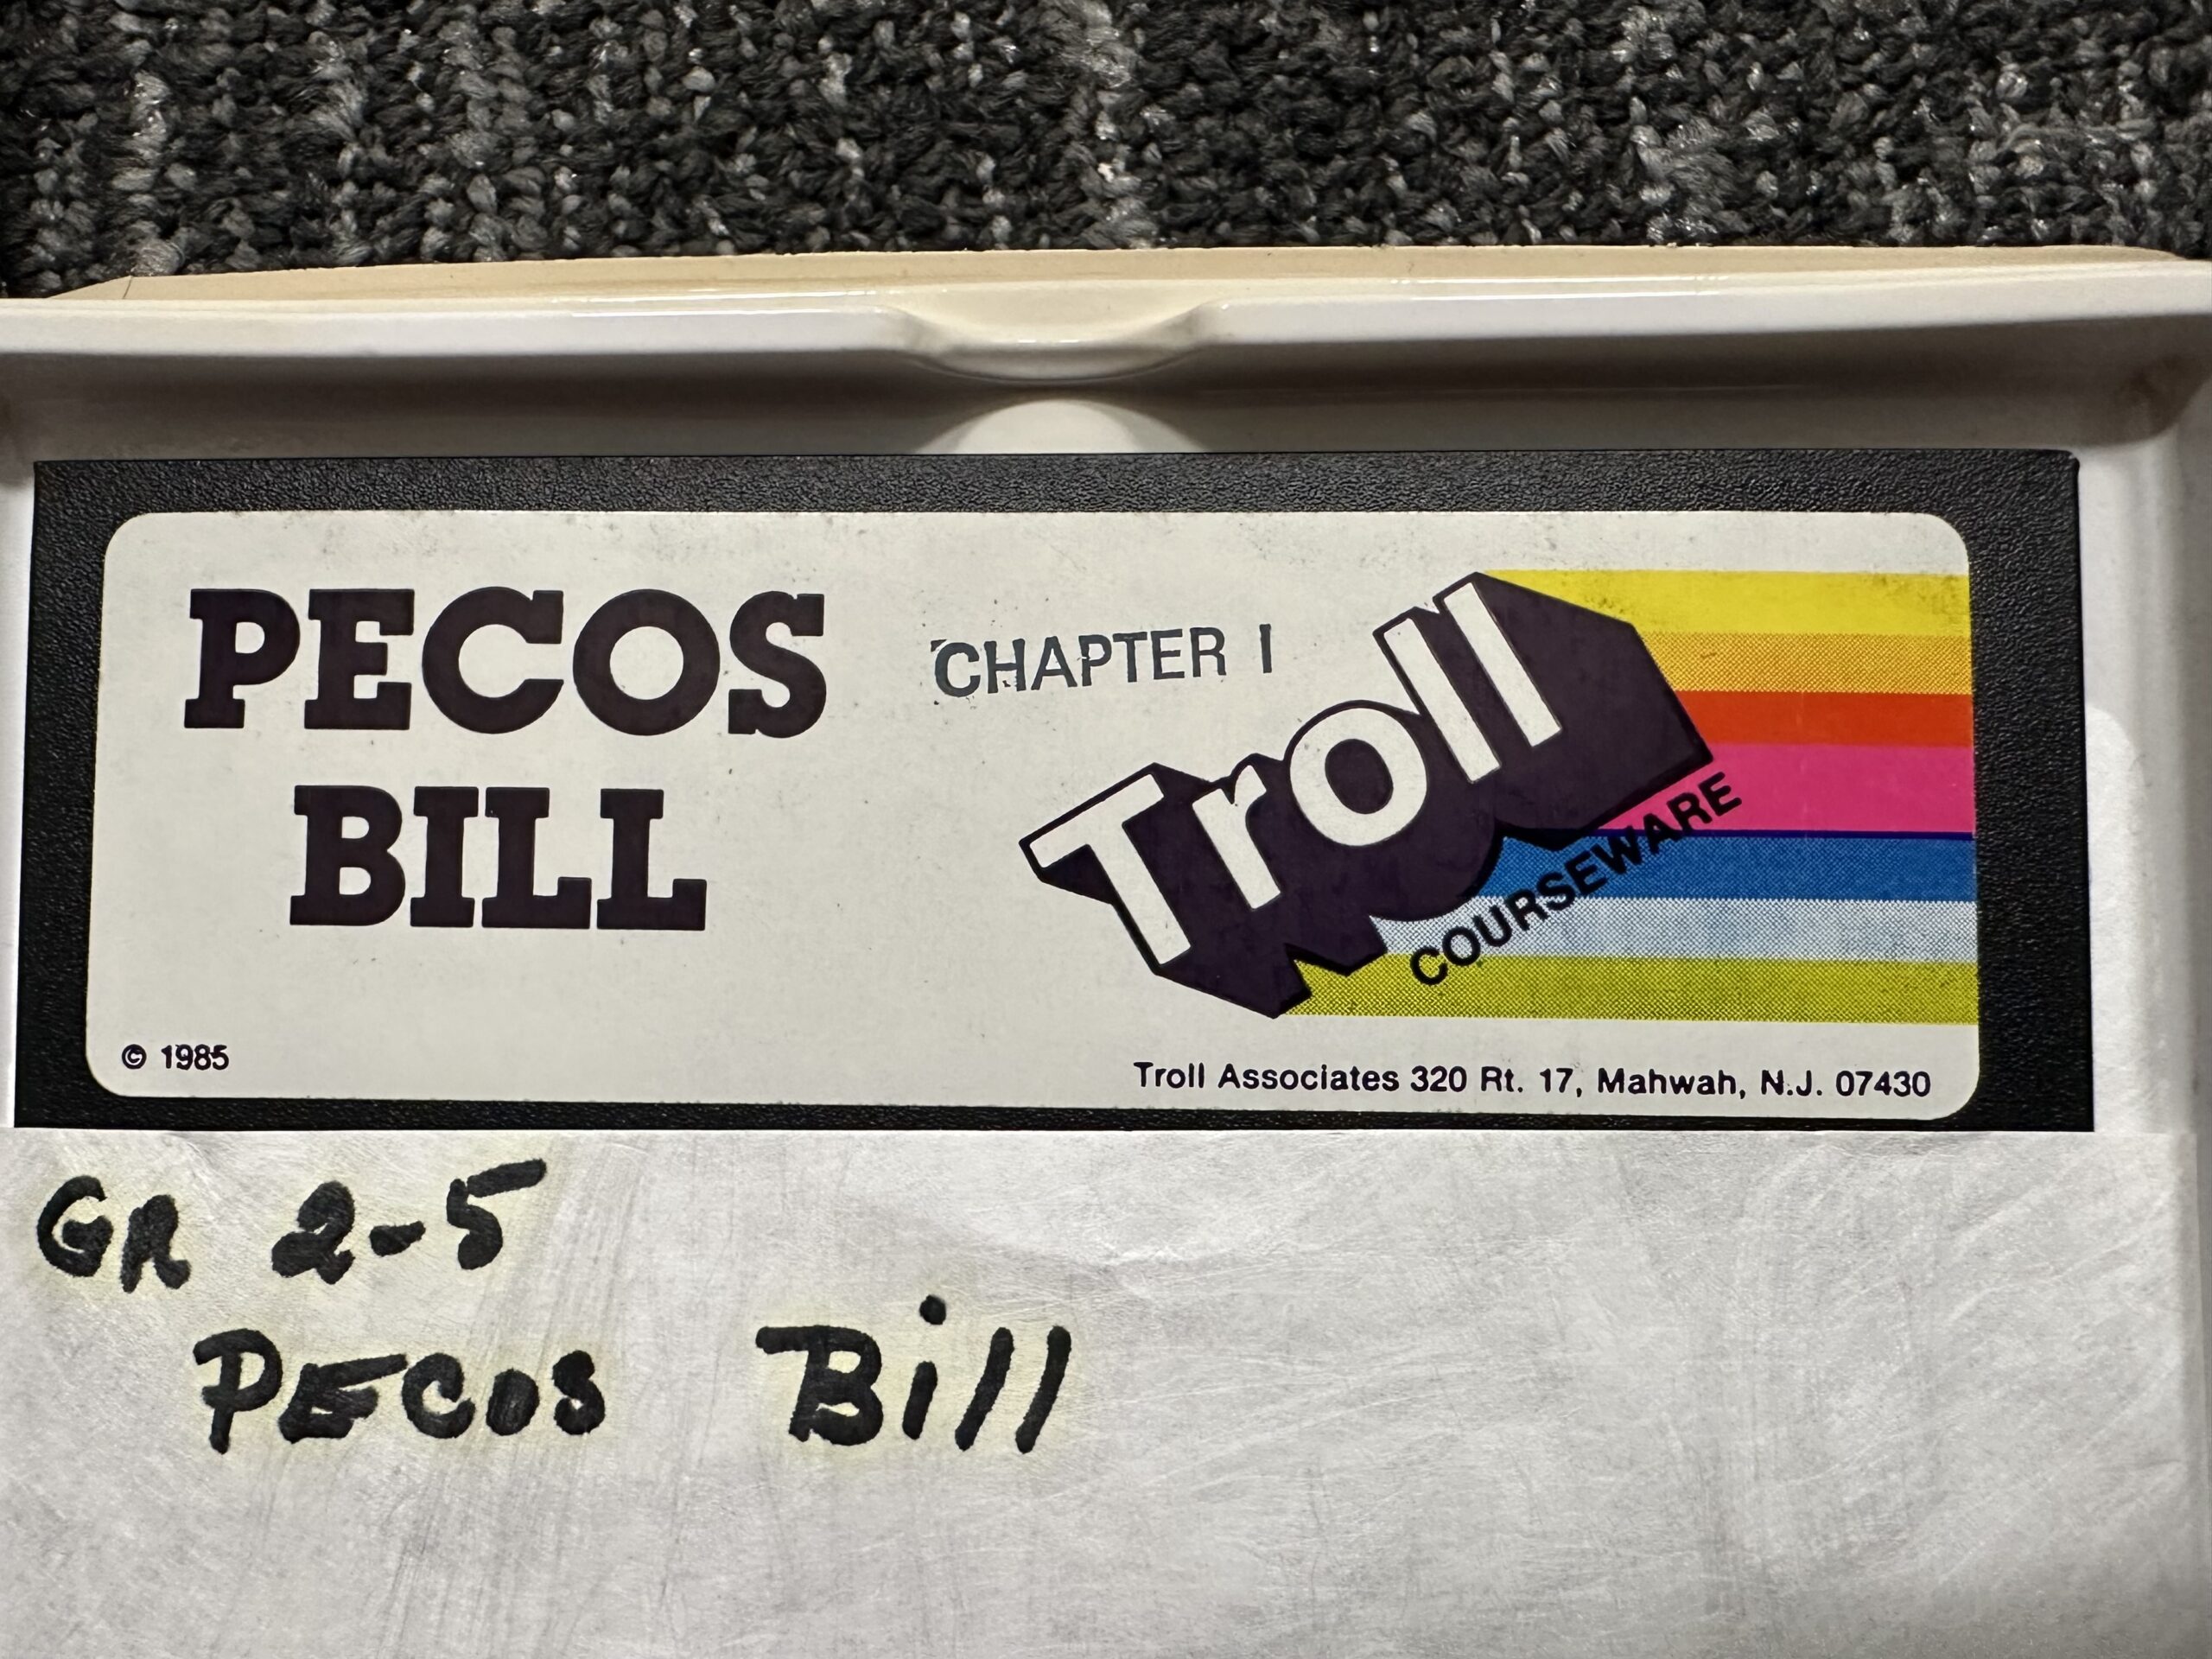 PECOS
BILL
CHAPTER I
Troll
COURSEWARE
© 1985
Troll Associates 320 Rt. 17, Mahwah, N.J. 07430
GR 2-5
PECOS Bill